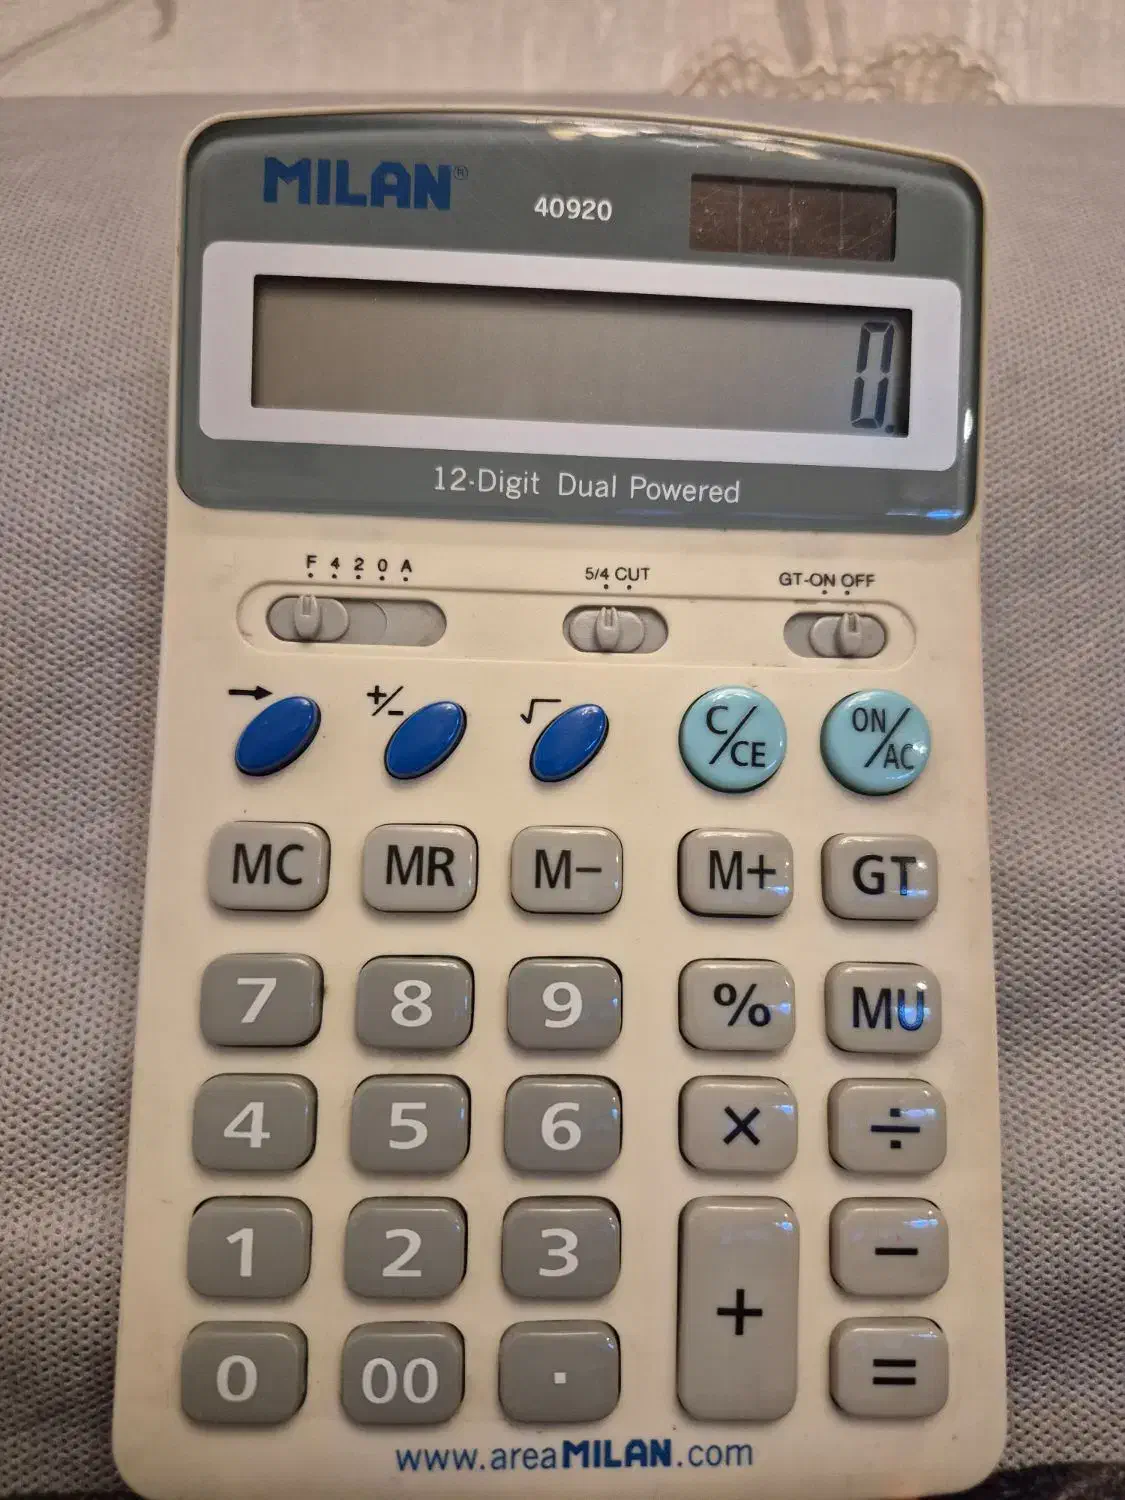 MILAN®
40920
0.
12-Digit Dual Powered
F 4 2 0 A
5/4 CUT
GT-ON OFF
→ +/- √ C/CE ON/AC
MC MR M− M+ GT
7 8 9 % MU
4 5 6 × ÷
1 2 3 + −
0 00 . =
www.areaMILAN.com